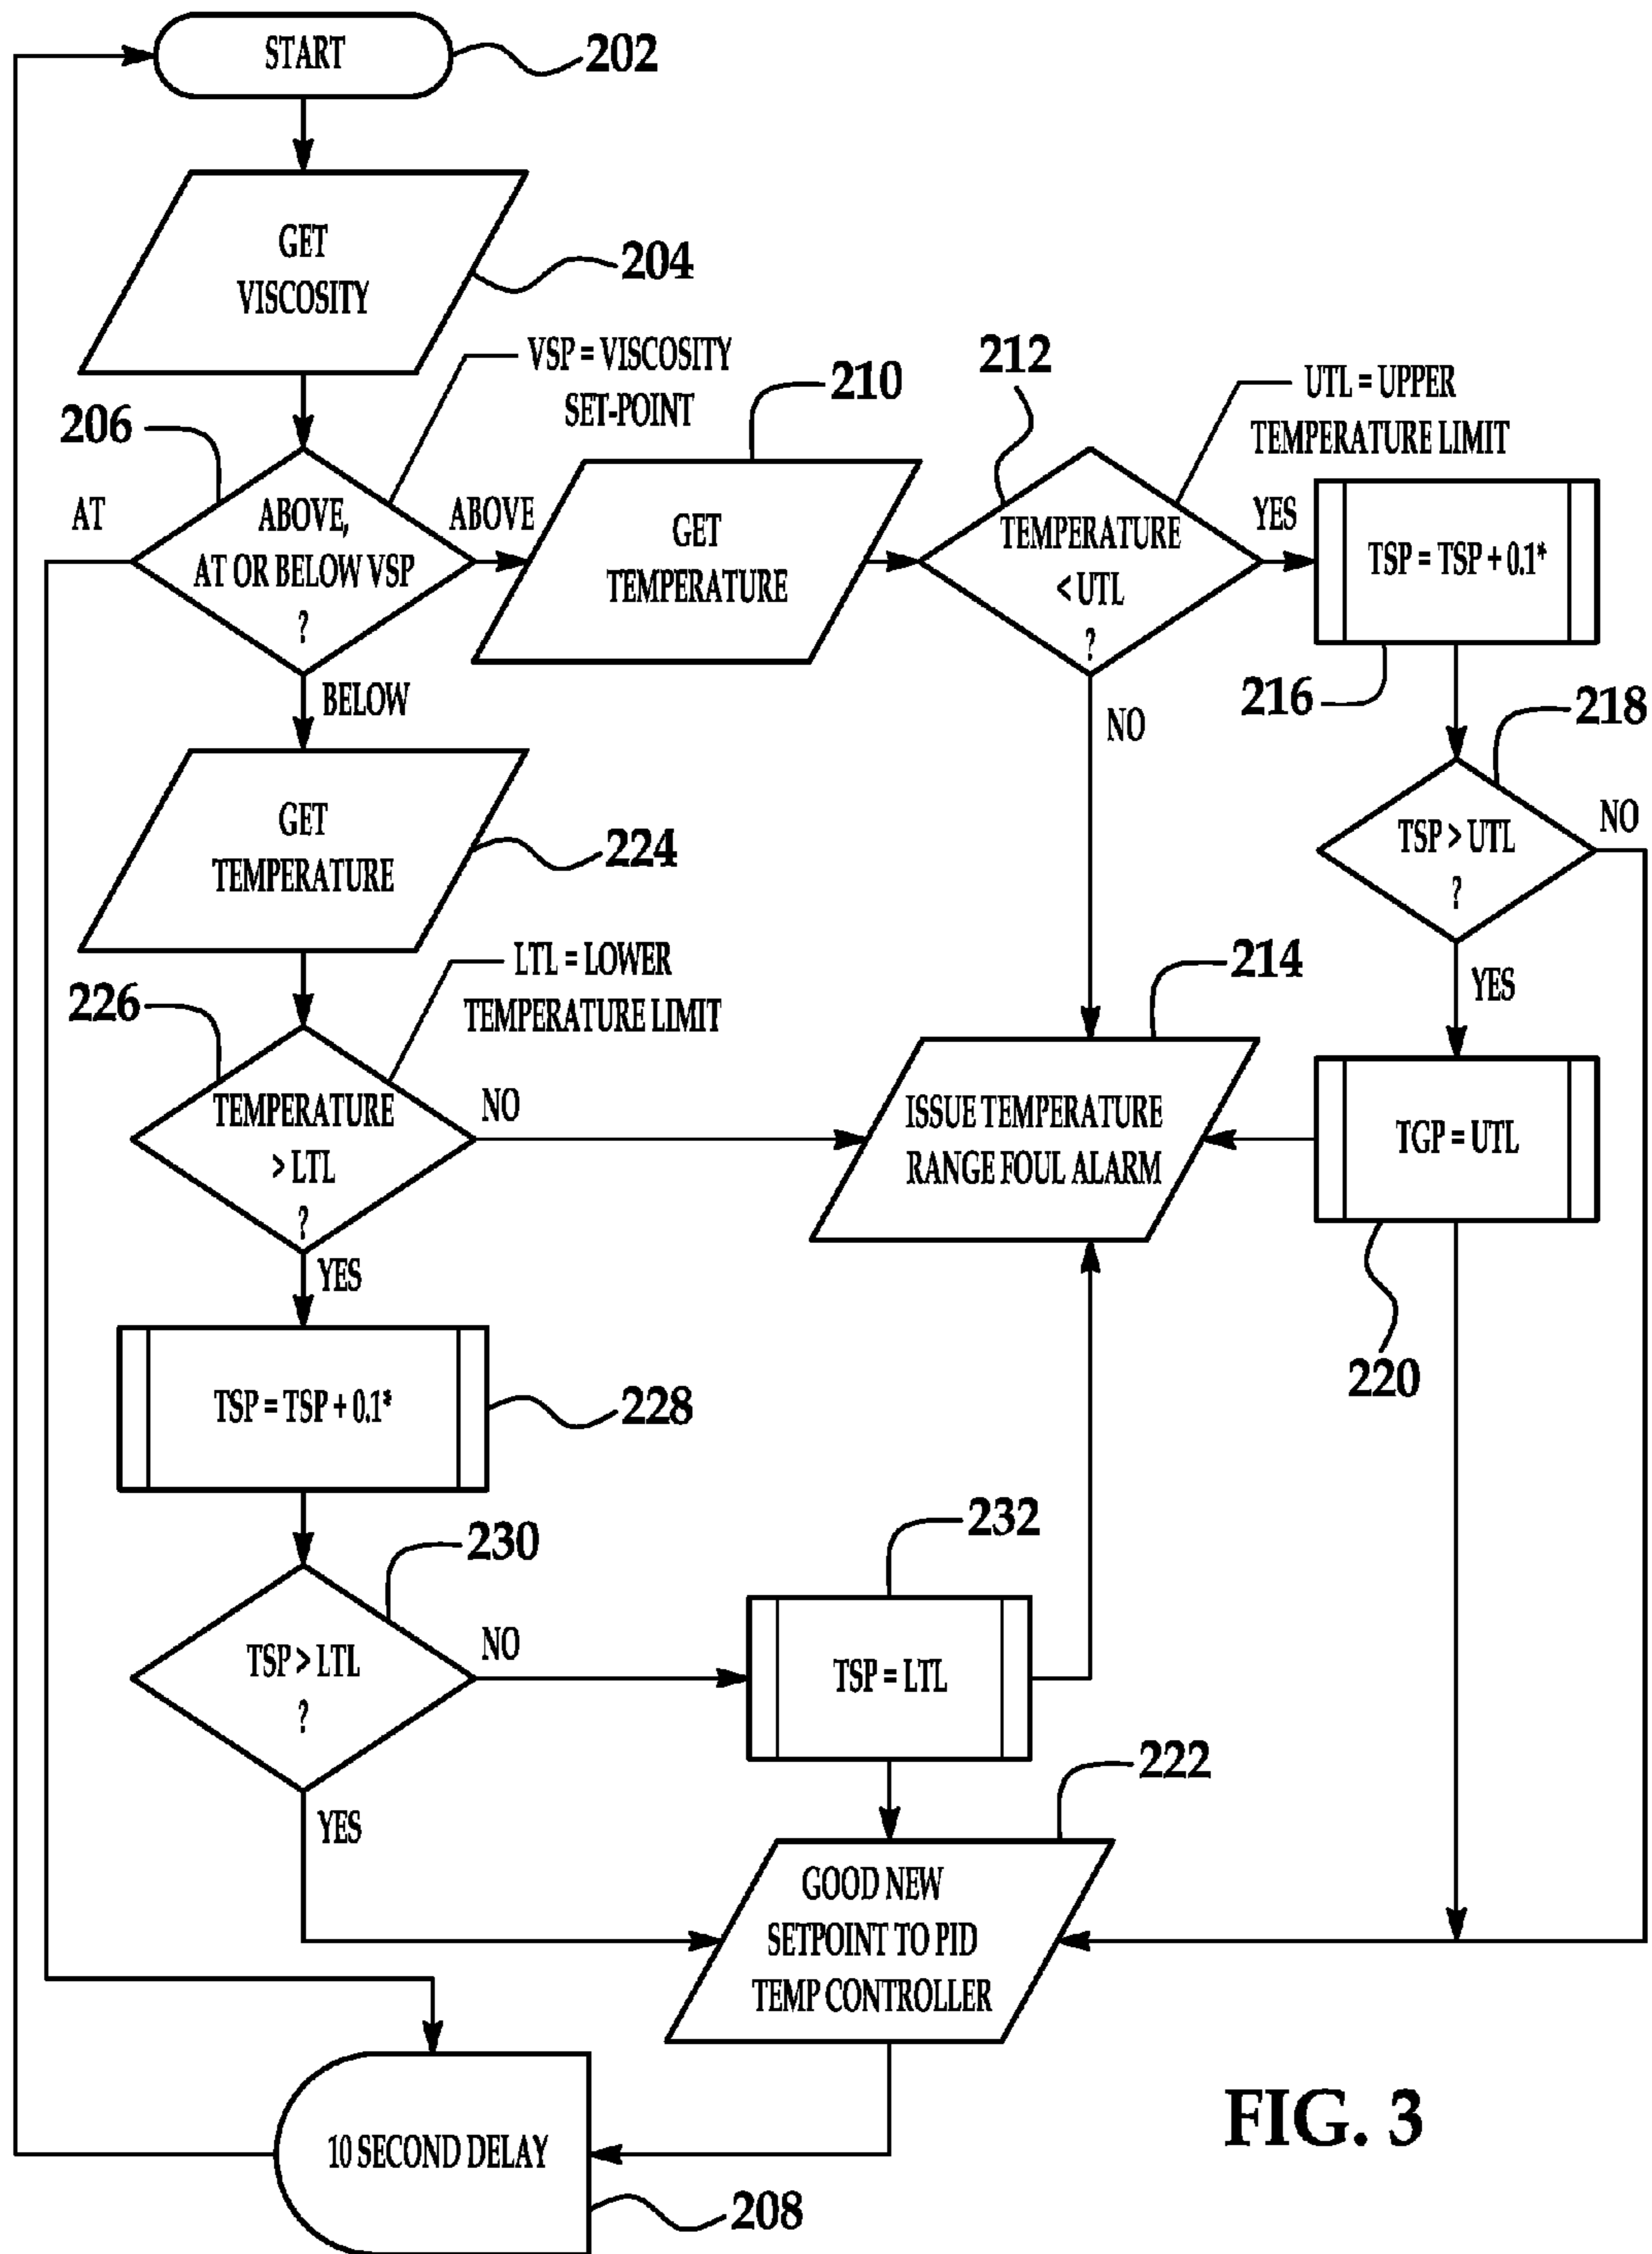 START
202
GET
VISCOSITY
204
VSP = VISCOSITY
SET-POINT
206
AT
ABOVE,
AT OR BELOW VSP
?
ABOVE
BELOW
210
GET
TEMPERATURE
212
UTL = UPPER
TEMPERATURE LIMIT
TEMPERATURE
< UTL
?
YES
NO
TSP = TSP + 0.1*
216
218
TSP > UTL
?
NO
YES
GET
TEMPERATURE
224
LTL = LOWER
TEMPERATURE LIMIT
226
TEMPERATURE
> LTL
?
NO
YES
214
ISSUE TEMPERATURE
RANGE FOUL ALARM
TGP = UTL
220
TSP = TSP + 0.1*
228
230
TSP > LTL
?
NO
YES
232
TSP = LTL
222
GOOD NEW
SETPOINT TO PID
TEMP CONTROLLER
10 SECOND DELAY
208
FIG. 3